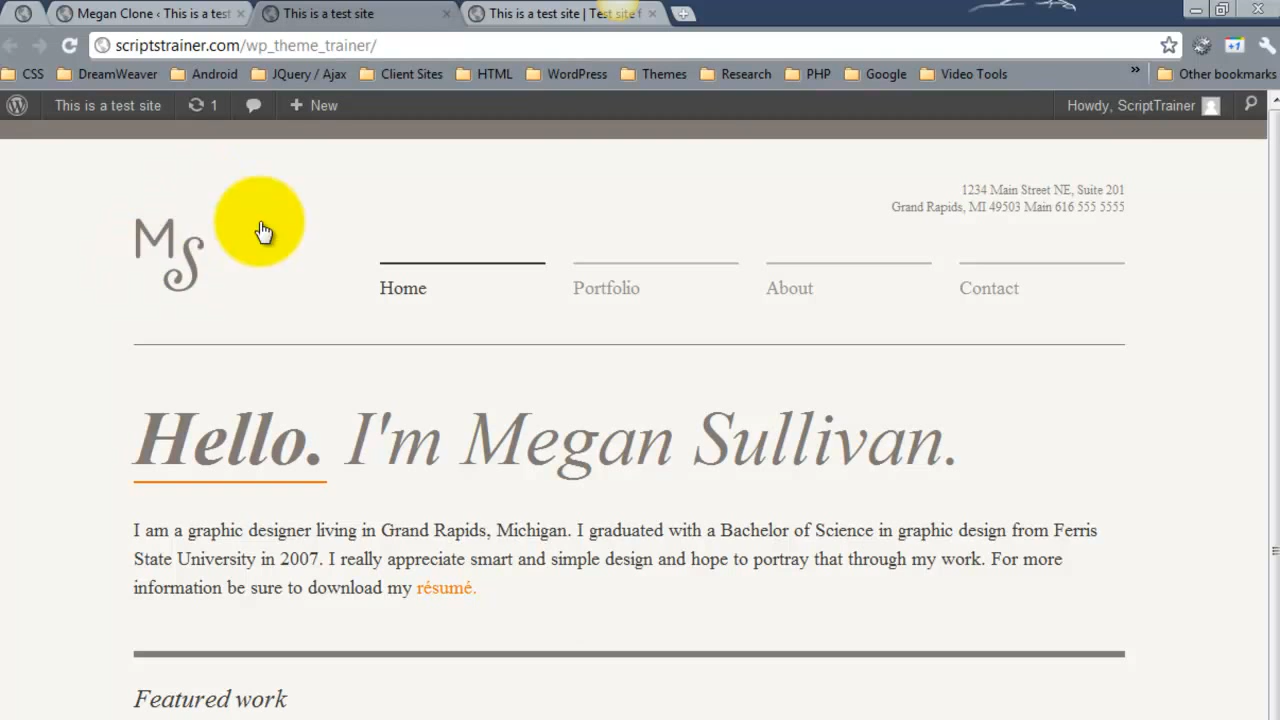 Megan Clone ‹ This is a test
This is a test site
This is a test site | Test site f
scriptstrainer.com/wp_theme_trainer/
CSS DreamWeaver Android JQuery / Ajax Client Sites HTML WordPress Themes Research PHP Google Video Tools » Other bookmarks
+1
This is a test site 1 + New Howdy, ScriptTrainer
1234 Main Street NE, Suite 201
Grand Rapids, MI 49503 Main 616 555 5555
MS
Home Portfolio About Contact
Hello. I'm Megan Sullivan.
I am a graphic designer living in Grand Rapids, Michigan. I graduated with a Bachelor of Science in graphic design from Ferris
State University in 2007. I really appreciate smart and simple design and hope to portray that through my work. For more
information be sure to download my résumé.
Featured work